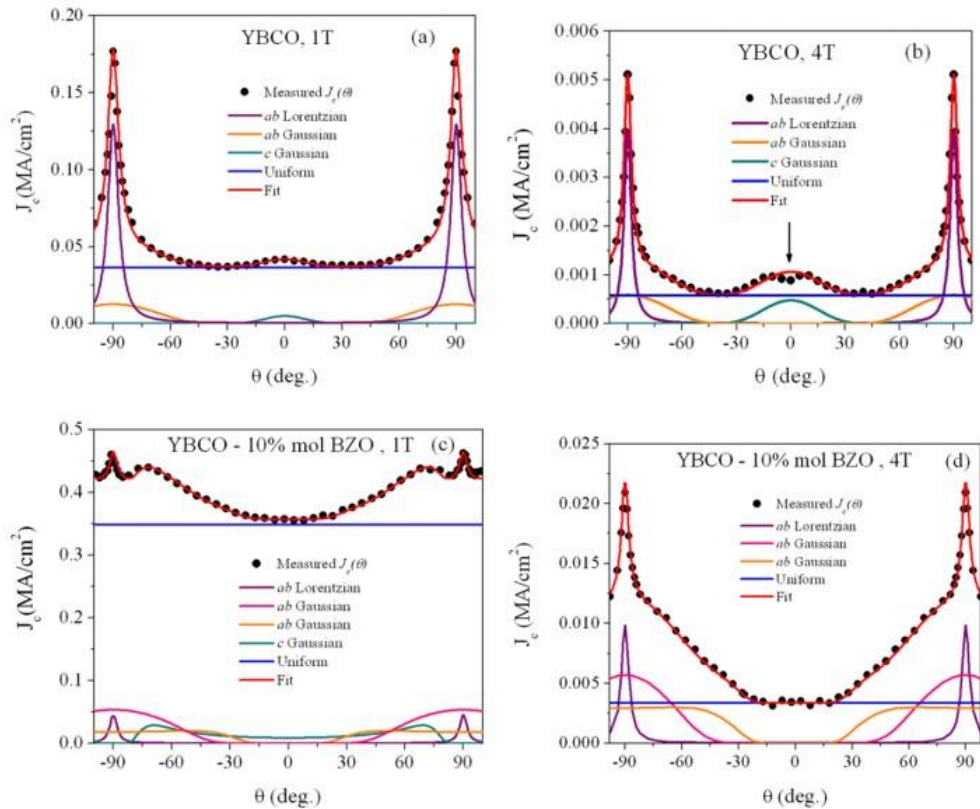 YBCO, 1T (a)
Measured J_c(θ)
ab Lorentzian
ab Gaussian
c Gaussian
Uniform
Fit
J_c (MA/cm²)
0.20
0.15
0.10
0.05
0.00
-90 -60 -30 0 30 60 90
θ (deg.)
YBCO, 4T (b)
Measured J_c(θ)
ab Lorentzian
ab Gaussian
c Gaussian
Uniform
Fit
J_c (MA/cm²)
0.006
0.005
0.004
0.003
0.002
0.001
0.000
-90 -60 -30 0 30 60 90
θ (deg.)
YBCO - 10% mol BZO , 1T (c)
Measured J_c(θ)
ab Lorentzian
ab Gaussian
ab Gaussian
c Gaussian
Uniform
Fit
J_c (MA/cm²)
0.5
0.4
0.3
0.2
0.1
0.0
-90 -60 -30 0 30 60 90
θ (deg.)
YBCO - 10% mol BZO , 4T (d)
Measured J_c(θ)
ab Lorentzian
ab Gaussian
ab Gaussian
Uniform
Fit
J_c (MA/cm²)
0.025
0.020
0.015
0.010
0.005
0.000
-90 -60 -30 0 30 60 90
θ (deg.)